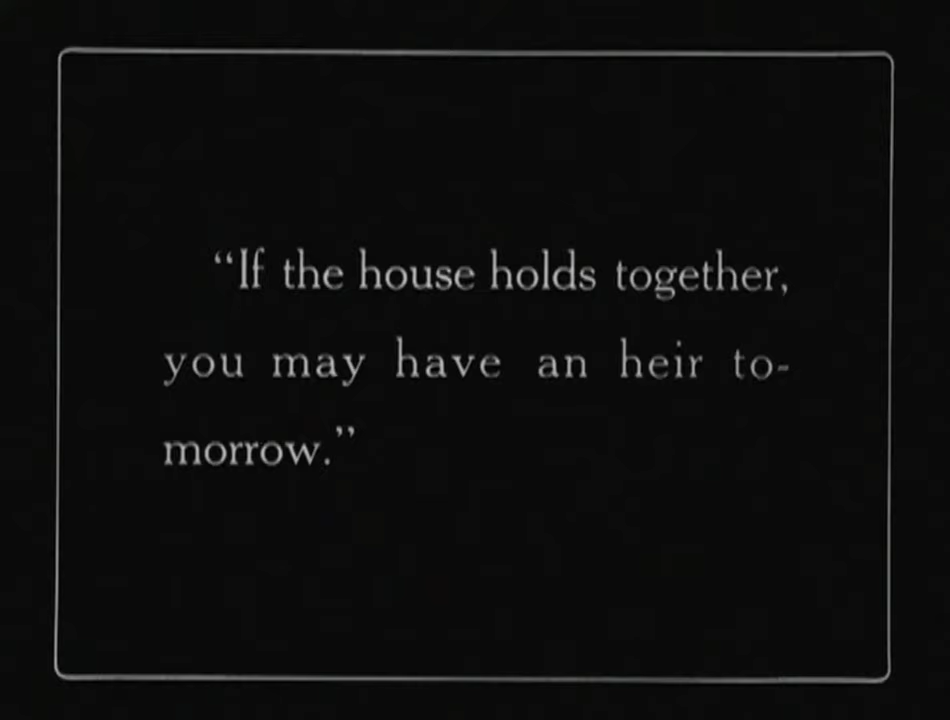 “If the house holds together,
you may have an heir to-
morrow.”